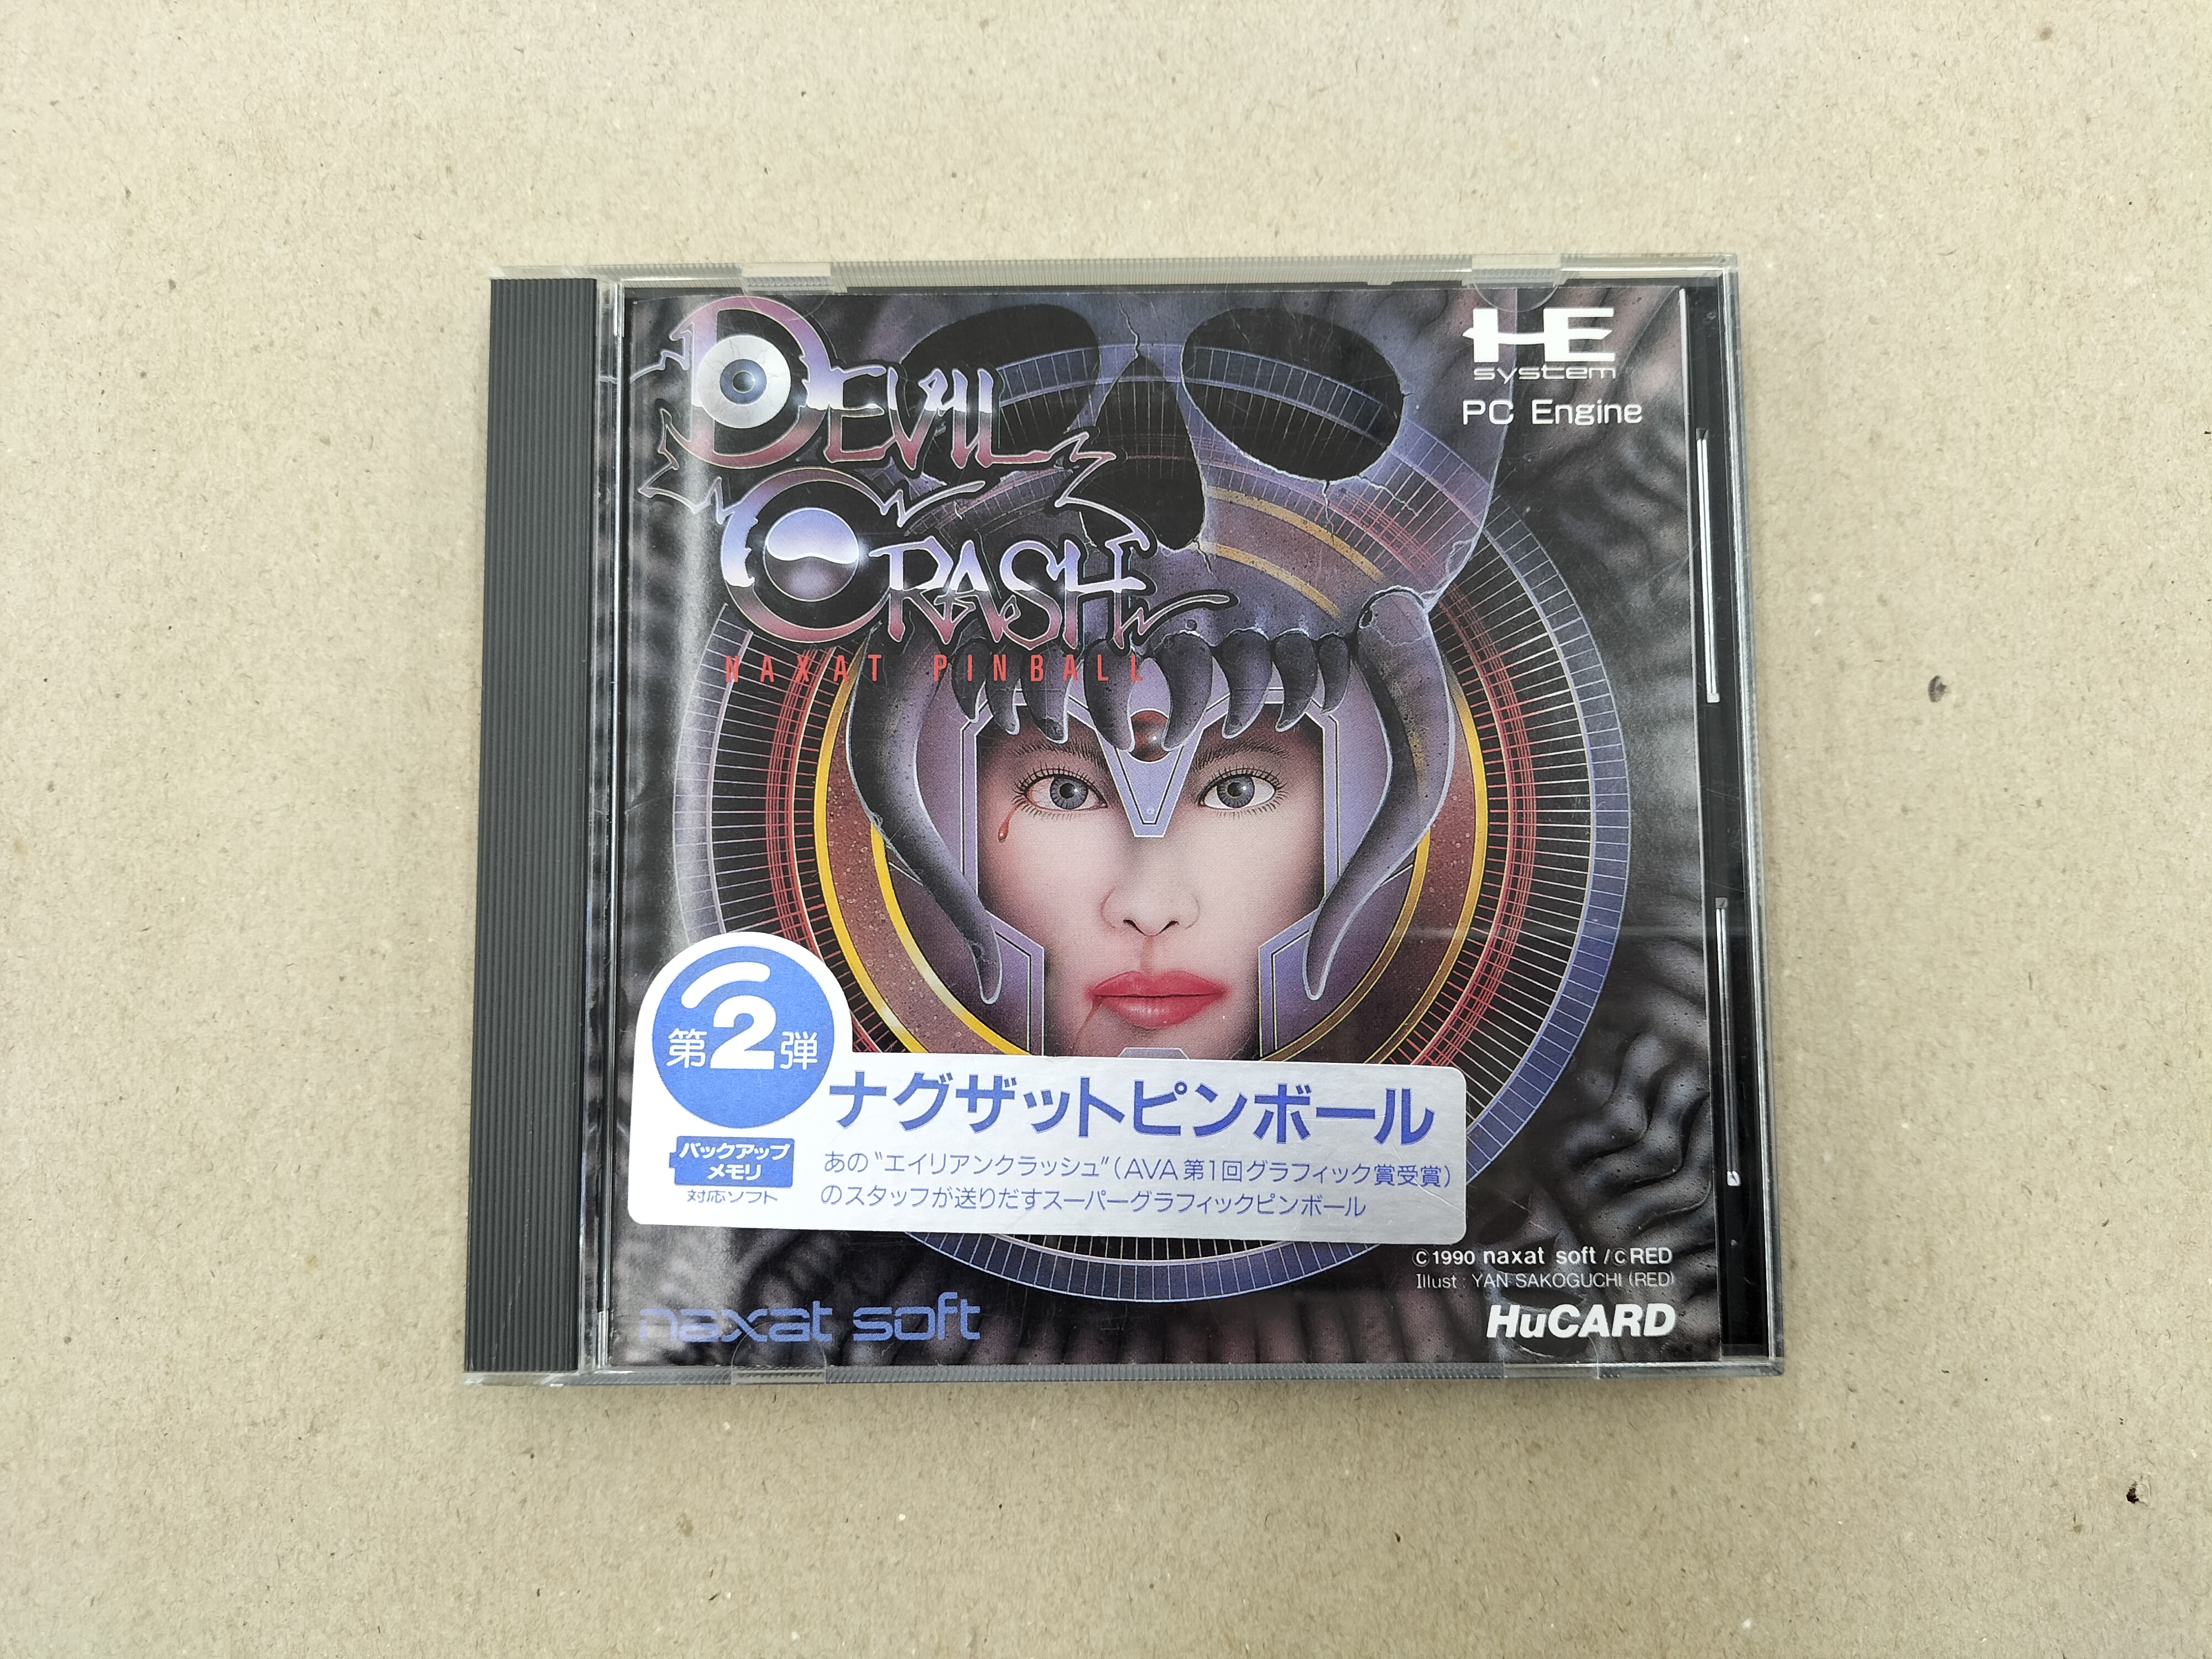 DEVIL
CRASH
NAXAT PINBALL
HE
system
PC Engine
第2弾
ナグザットピンボール
バックアップ
メモリ
対応ソフト
あの"エイリアンクラッシュ"(AVA第1回グラフィック賞受賞)
のスタッフが送りだすスーパーグラフィックピンボール
©1990 naxat soft /©RED
Illust : YAN SAKOGUCHI (RED)
naxat soft
HuCARD